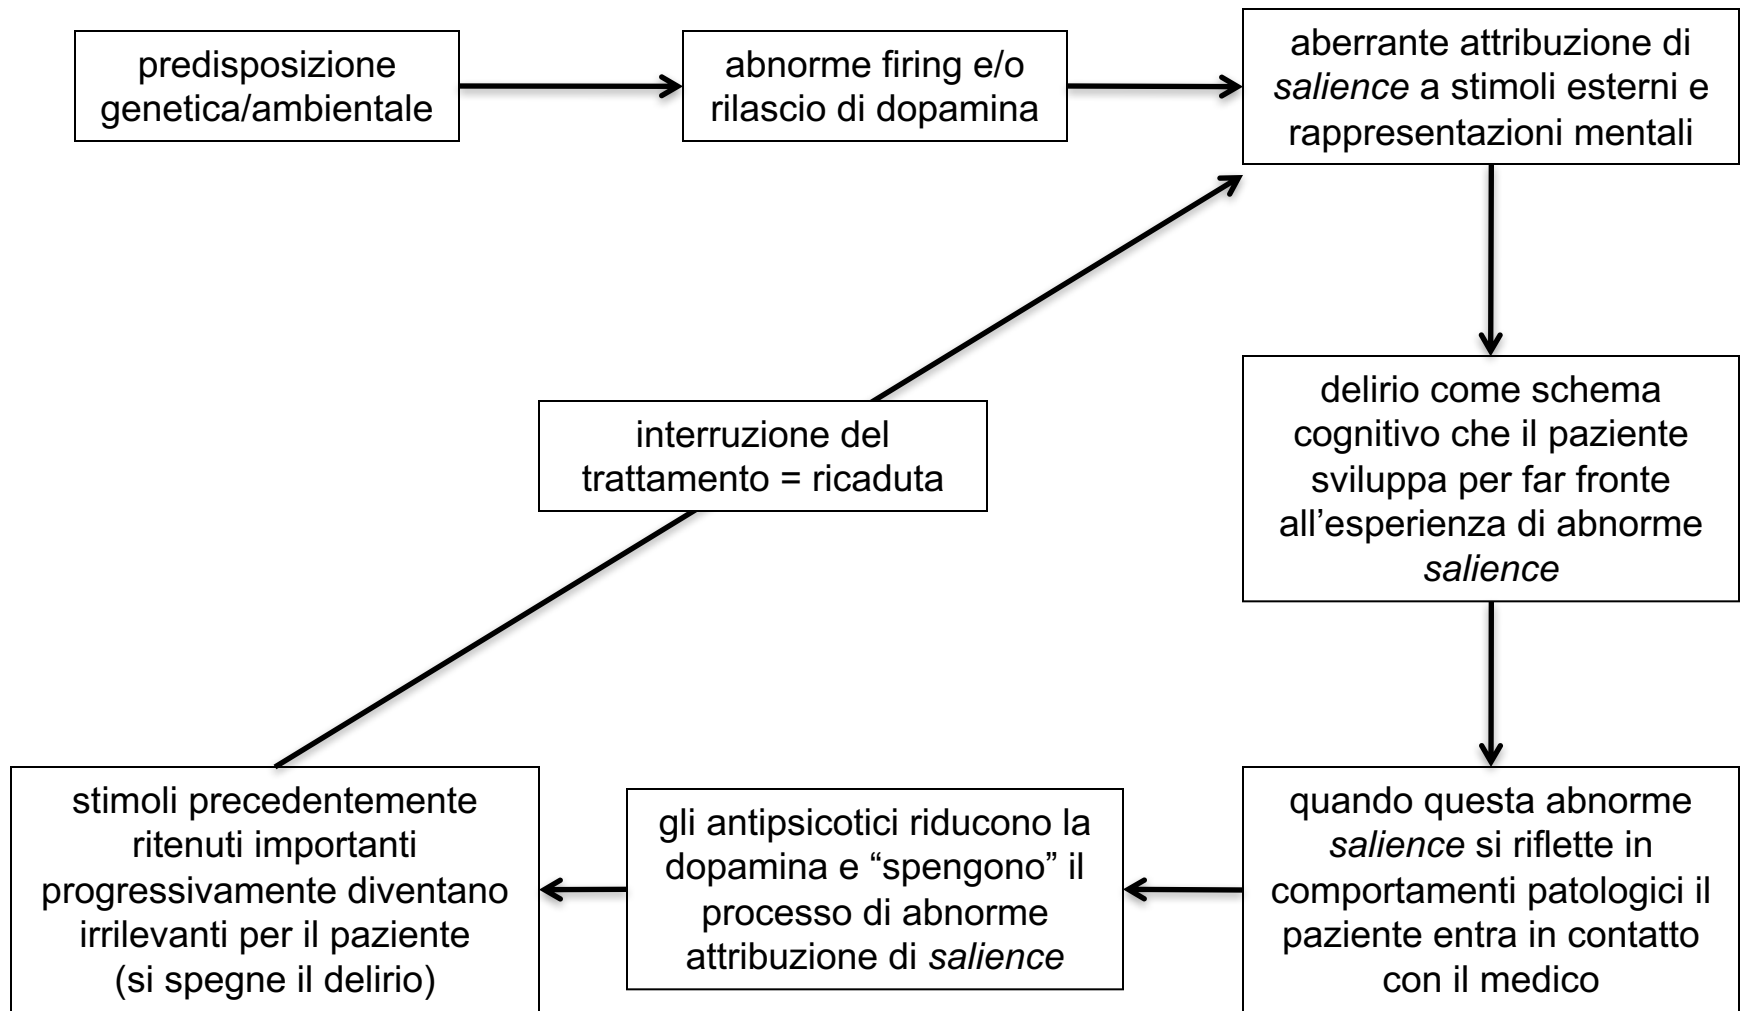 predisposizione
genetica/ambientale
abnorme firing e/o
rilascio di dopamina
aberrante attribuzione di
salience a stimoli esterni e
rappresentazioni mentali
delirio come schema
cognitivo che il paziente
sviluppa per far fronte
all’esperienza di abnorme
salience
quando questa abnorme
salience si riflette in
comportamenti patologici il
paziente entra in contatto
con il medico
gli antipsicotici riducono la
dopamina e “spengono” il
processo di abnorme
attribuzione di salience
stimoli precedentemente
ritenuti importanti
progressivamente diventano
irrilevanti per il paziente
(si spegne il delirio)
interruzione del
trattamento = ricaduta